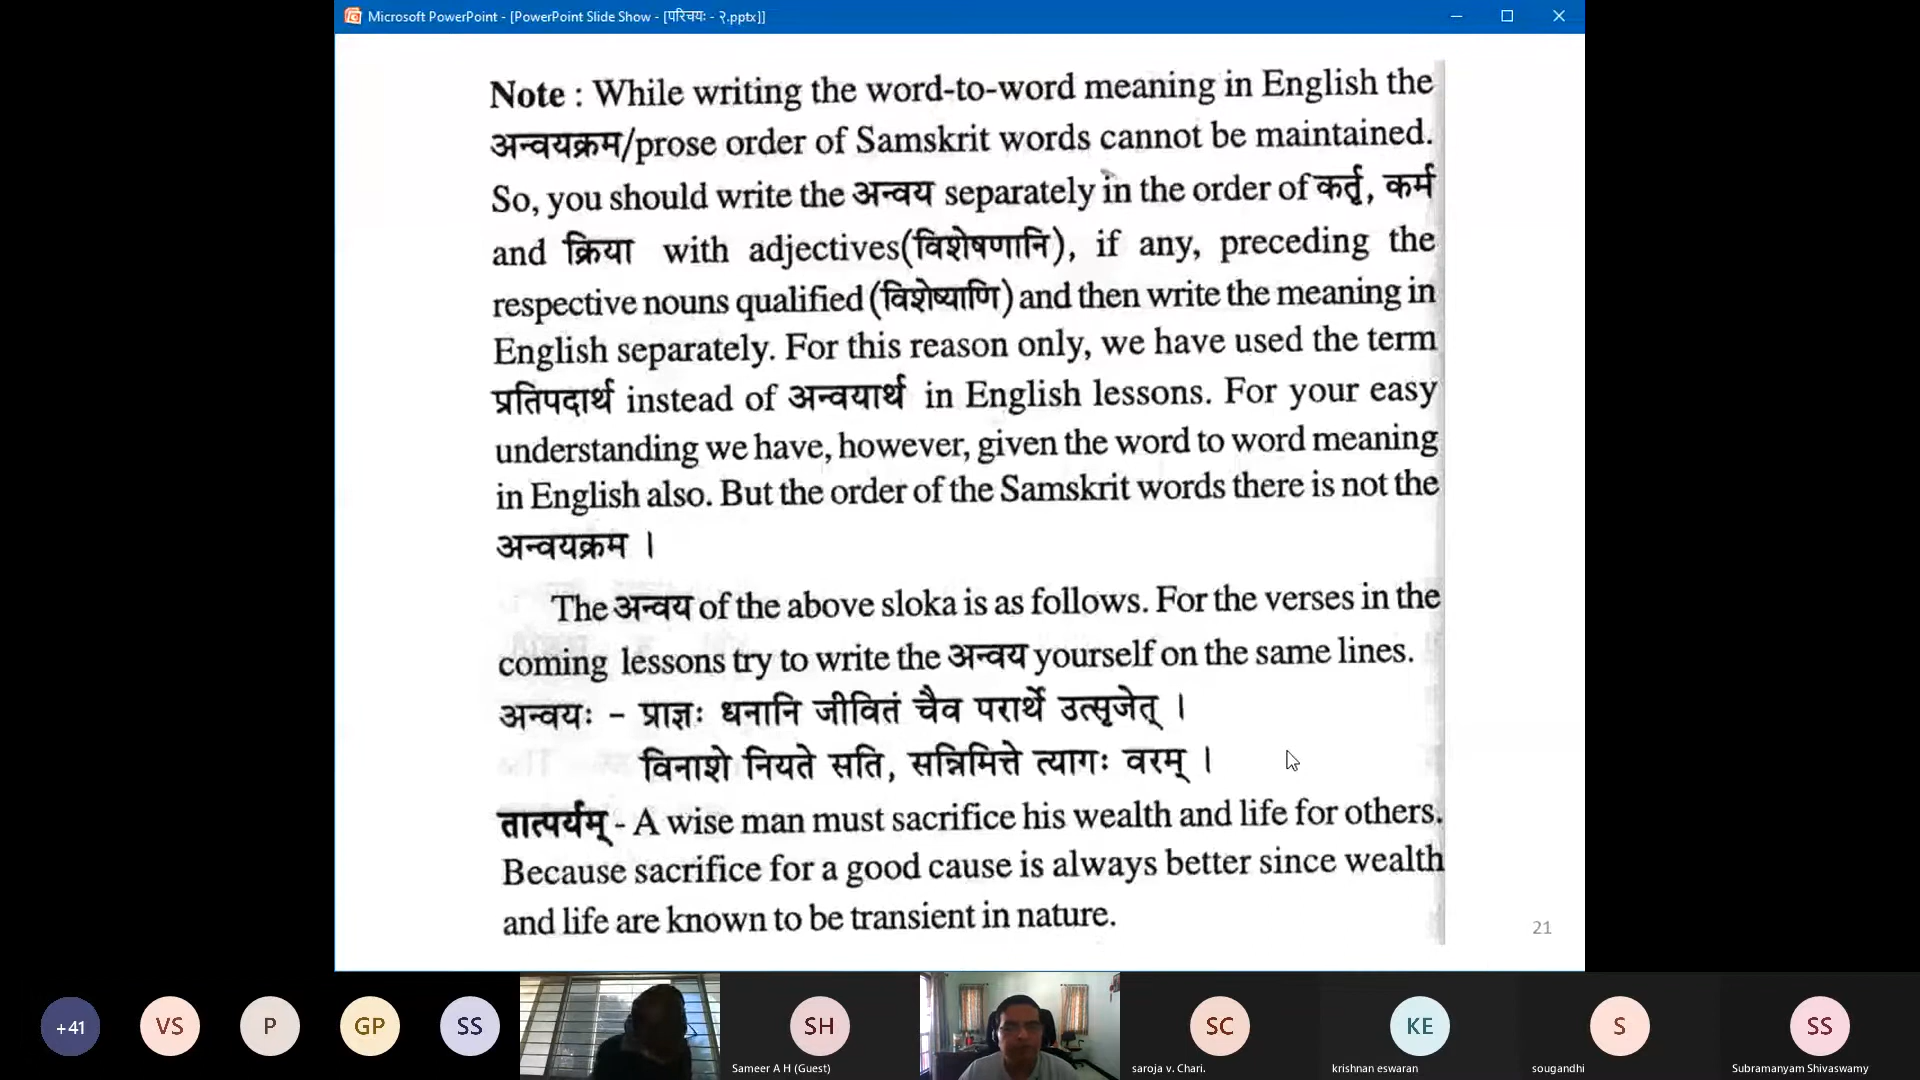 Microsoft PowerPoint - [PowerPoint Slide Show - [परिचयः - २.pptx]]
Note : While writing the word-to-word meaning in English the
अन्वयक्रम/prose order of Samskrit words cannot be maintained.
So, you should write the अन्वय separately in the order of कर्तृ, कर्म
and क्रिया with adjectives(विशेषणानि), if any, preceding the
respective nouns qualified (विशेष्याणि) and then write the meaning in
English separately. For this reason only, we have used the term
प्रतिपदार्थ instead of अन्वयार्थ in English lessons. For your easy
understanding we have, however, given the word to word meaning
in English also. But the order of the Samskrit words there is not the
अन्वयक्रम ।
The अन्वय of the above sloka is as follows. For the verses in the
coming lessons try to write the अन्वय yourself on the same lines.
अन्वयः - प्राज्ञः धनानि जीवितं चैव परार्थे उत्सृजेत् ।
विनाशे नियते सति, सन्निमित्ते त्यागः वरम् ।
तात्पर्यम् - A wise man must sacrifice his wealth and life for others.
Because sacrifice for a good cause is always better since wealth
and life are known to be transient in nature.
21
+41
VS
P
GP
SS
SH
SC
KE
S
SS
Sameer A H (Guest)
saroja v. Chari.
krishnan eswaran
sougandhi
Subramanyam Shivaswamy